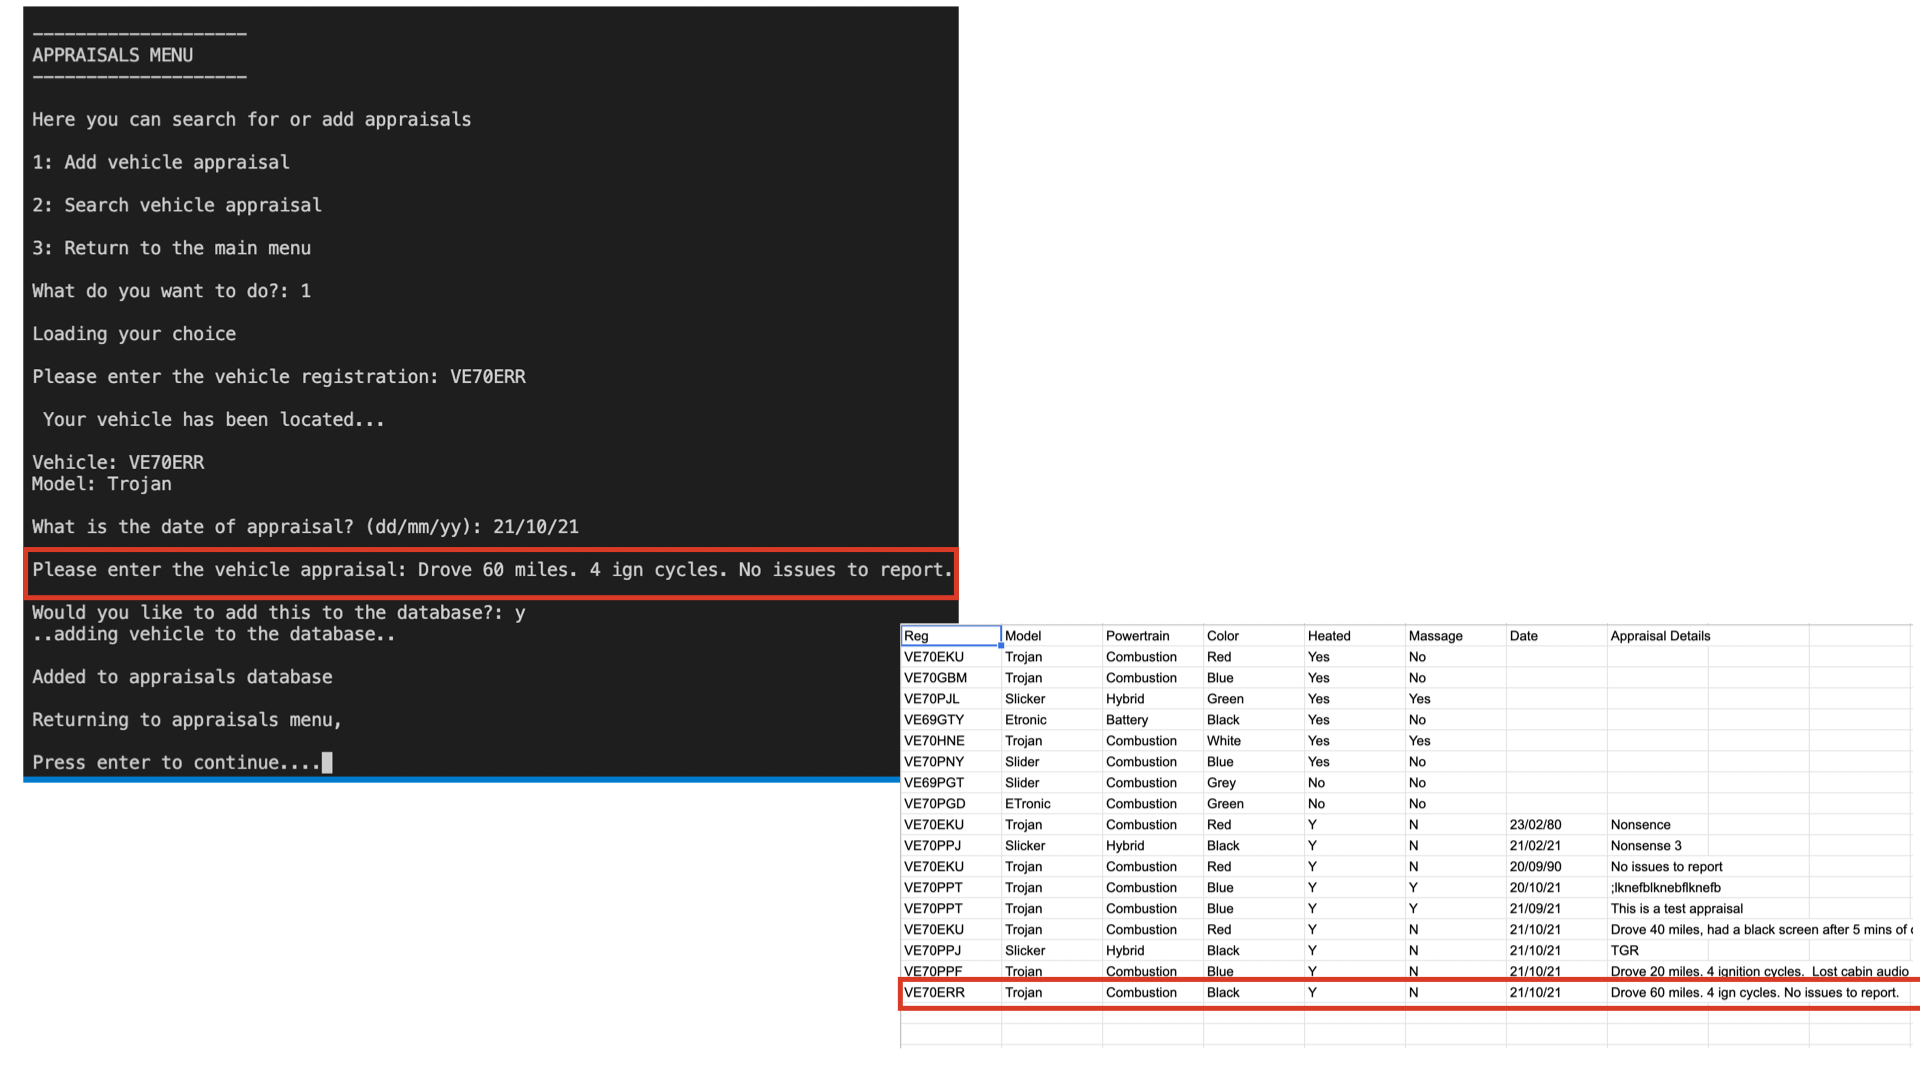 --------------------
APPRAISALS MENU
--------------------
Here you can search for or add appraisals
1: Add vehicle appraisal
2: Search vehicle appraisal
3: Return to the main menu
What do you want to do?: 1
Loading your choice
Please enter the vehicle registration: VE70ERR
Your vehicle has been located...
Vehicle: VE70ERR
Model: Trojan
What is the date of appraisal? (dd/mm/yy): 21/10/21
Please enter the vehicle appraisal: Drove 60 miles. 4 ign cycles. No issues to report.
Would you like to add this to the database?: y
..adding vehicle to the database..
Added to appraisals database
Returning to appraisals menu,
Press enter to continue....
Reg Model Powertrain Color Heated Massage Date Appraisal Details
VE70EKU Trojan Combustion Red Yes No
VE70GBM Trojan Combustion Blue Yes No
VE70PJL Slicker Hybrid Green Yes Yes
VE69GTY Etronic Battery Black Yes No
VE70HNE Trojan Combustion White Yes Yes
VE70PNY Slider Combustion Blue Yes No
VE69PGT Slider Combustion Grey No No
VE70PGD ETronic Combustion Green No No
VE70EKU Trojan Combustion Red Y N 23/02/80 Nonsence
VE70PPJ Slicker Hybrid Black Y N 21/02/21 Nonsense 3
VE70EKU Trojan Combustion Red Y N 20/09/90 No issues to report
VE70PPT Trojan Combustion Blue Y Y 20/10/21 ;lknefblknebflknefb
VE70PPT Trojan Combustion Blue Y Y 21/09/21 This is a test appraisal
VE70EKU Trojan Combustion Red Y N 21/10/21 Drove 40 miles, had a black screen after 5 mins of
VE70PPJ Slicker Hybrid Black Y N 21/10/21 TGR
VE70PPF Trojan Combustion Blue Y N 21/10/21 Drove 20 miles. 4 ignition cycles. Lost cabin audio
VE70ERR Trojan Combustion Black Y N 21/10/21 Drove 60 miles. 4 ign cycles. No issues to report.